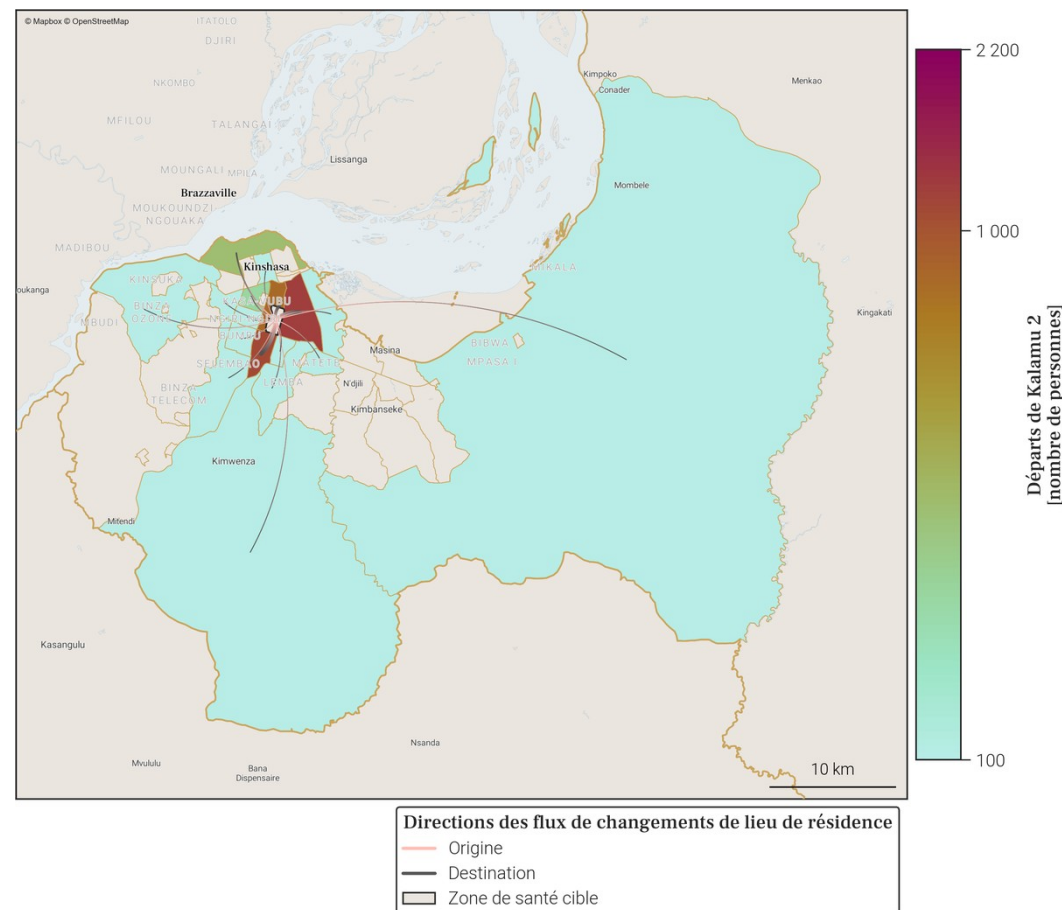 © Mapbox © OpenStreetMap
ITATOLO
DJIRI
NKOMBO
MFILOU
TALANGAI
MOUNGALI
MPILA
Lissanga
Brazzaville
MOUKOUNDZI
NGOUAKA
MADIBOU
Kimpoko
Conader
Menkao
Mombele
Kinshasa
KINSUKA
MIKALA
oukanga
MBUDI
BINZA
OZONE
BUMBU
SELEMBAO
MATETE
LEMBA
BINZA
TELECOM
Masina
N'djili
Kimbanseke
BIBWA
MPASA I
Kingakati
Kimwenza
Mitendi
Kasangulu
Mvululu
Bana
Dispensaire
Nsanda
10 km
2 200
1 000
100
Départs de Kalamu 2
[nombre de personnes]
Directions des flux de changements de lieu de résidence
Origine
Destination
Zone de santé cible